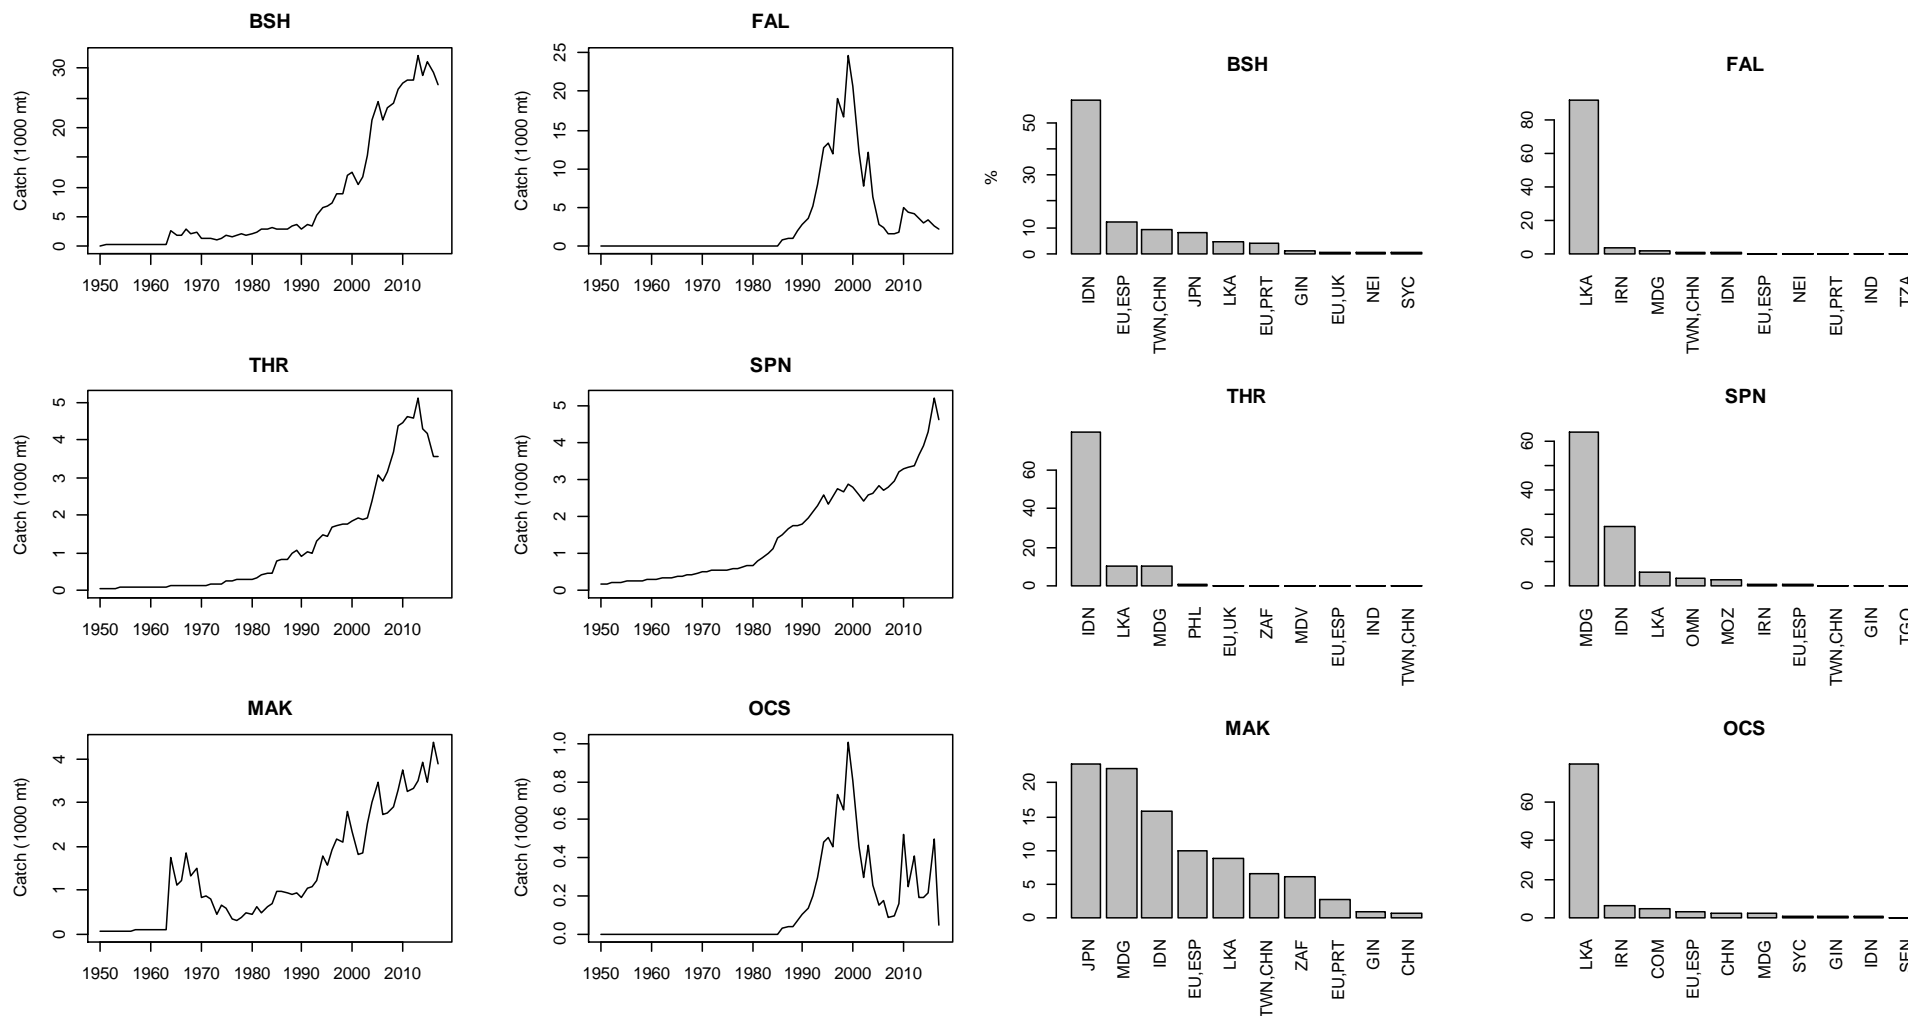 BSH
Catch (1000 mt)
0 5 10 20 30
1950 1960 1970 1980 1990 2000 2010
FAL
Catch (1000 mt)
0 5 10 15 20 25
1950 1960 1970 1980 1990 2000 2010
BSH
%
0 10 30 50
IDN EU,ESP TWN,CHN JPN LKA EU,PRT GIN EU,UK NEI SYC
FAL
0 20 40 60 80
LKA IRN MDG TWN,CHN IDN EU,ESP NEI EU,PRT IND TZA
THR
Catch (1000 mt)
0 1 2 3 4 5
1950 1960 1970 1980 1990 2000 2010
SPN
Catch (1000 mt)
0 1 2 3 4 5
1950 1960 1970 1980 1990 2000 2010
THR
0 20 40 60
IDN LKA MDG PHL EU,UK ZAF MDV EU,ESP IND TWN,CHN
SPN
0 20 40 60
MDG IDN LKA OMN MOZ IRN EU,ESP TWN,CHN GIN TGO
MAK
Catch (1000 mt)
0 1 2 3 4
1950 1960 1970 1980 1990 2000 2010
OCS
Catch (1000 mt)
0.0 0.2 0.4 0.6 0.8 1.0
1950 1960 1970 1980 1990 2000 2010
MAK
0 5 10 15 20
JPN MDG IDN EU,ESP LKA TWN,CHN ZAF EU,PRT GIN CHN
OCS
0 20 40 60
LKA IRN COM EU,ESP CHN MDG SYC GIN IDN SEN